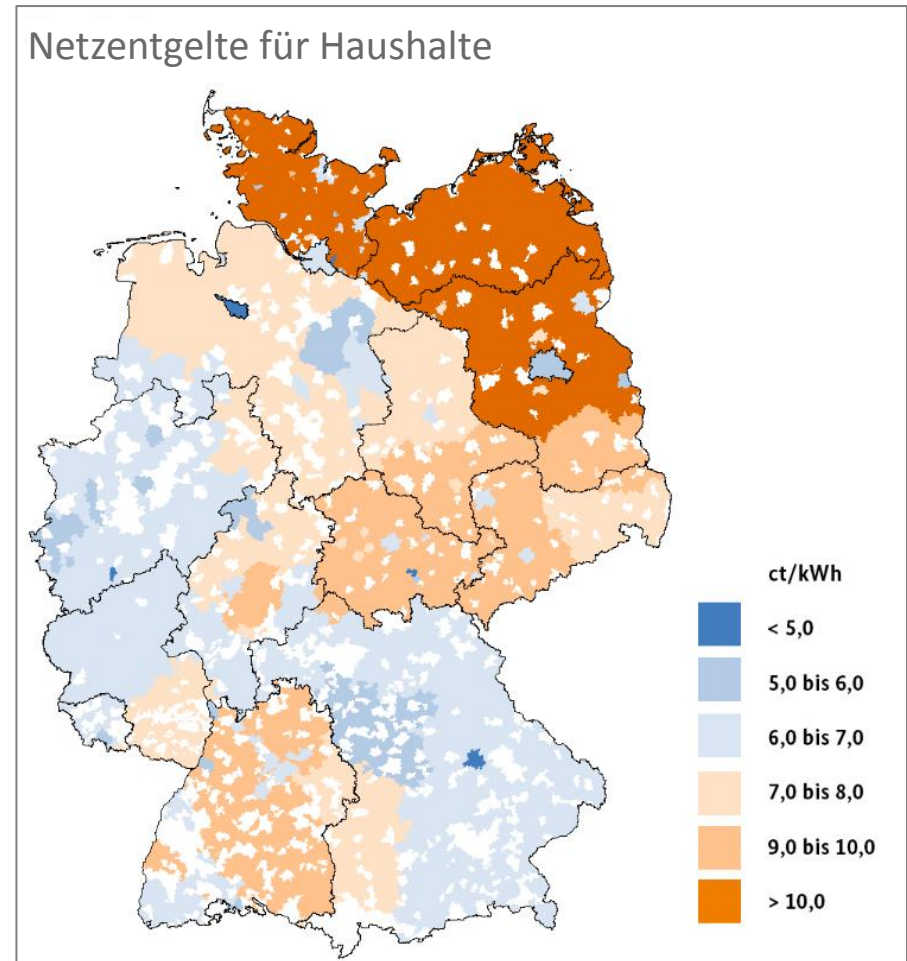 Netzentgelte für Haushalte
ct/kWh
< 5,0
5,0 bis 6,0
6,0 bis 7,0
7,0 bis 8,0
9,0 bis 10,0
> 10,0